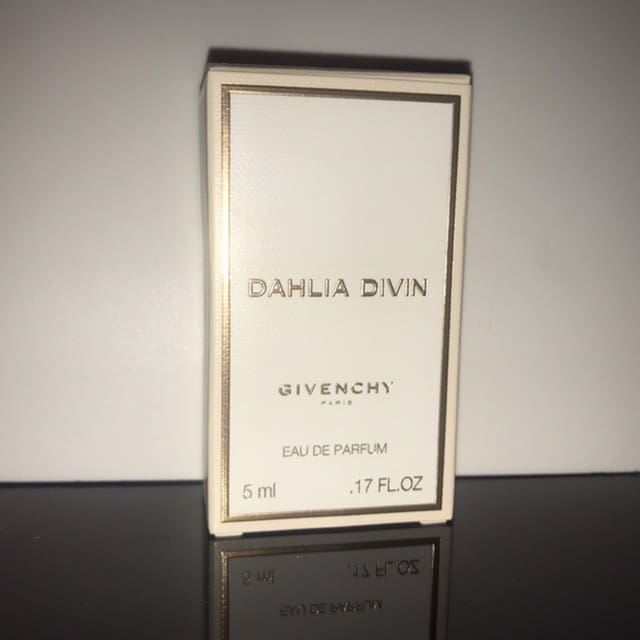 DAHLIA DIVIN
GIVENCHY
PARIS
EAU DE PARFUM
5 ml .17 FL.OZ